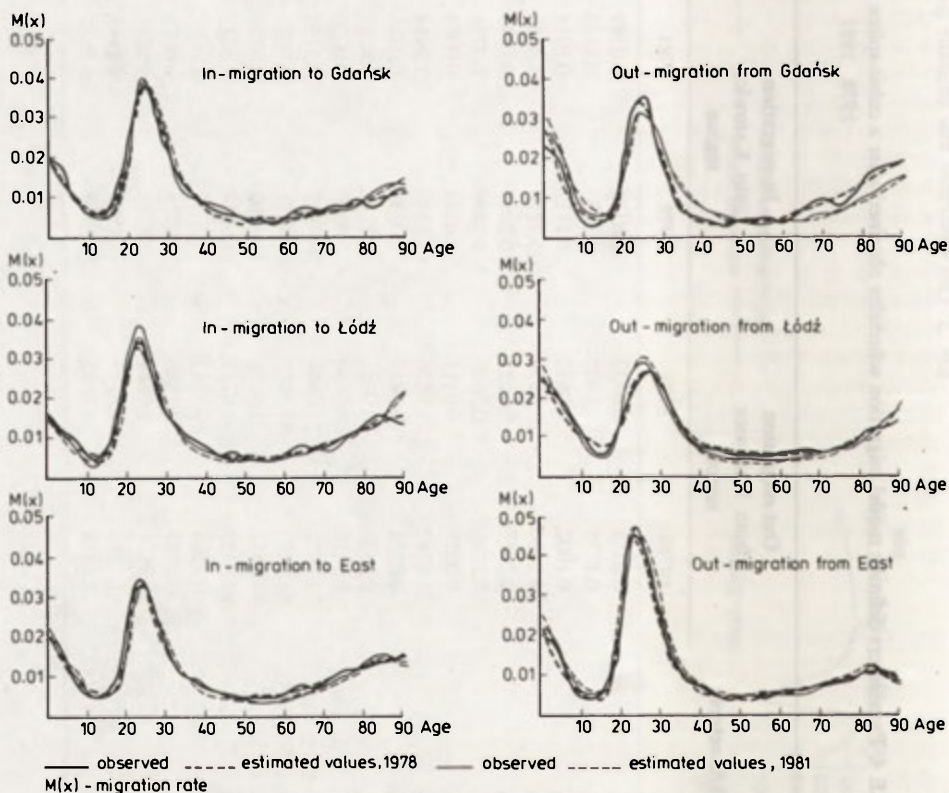 M(x)
0.05
0.04
0.03
0.02
0.01
In-migration to Gdańsk
10 20 30 40 50 60 70 80 90 Age
M(x)
0.05
0.04
0.03
0.02
0.01
Out-migration from Gdańsk
10 20 30 40 50 60 70 80 90 Age
M(x)
0.05
0.04
0.03
0.02
0.01
In-migration to Łódź
10 20 30 40 50 60 70 80 90 Age
M(x)
0.05
0.04
0.03
0.02
0.01
Out-migration from Łódź
10 20 30 40 50 60 70 80 90 Age
M(x)
0.05
0.04
0.03
0.02
0.01
In-migration to East
10 20 30 40 50 60 70 80 90 Age
M(x)
0.05
0.04
0.03
0.02
0.01
Out-migration from East
10 20 30 40 50 60 70 80 90 Age
observed estimated values,1978 observed estimated values, 1981
M(x) - migration rate